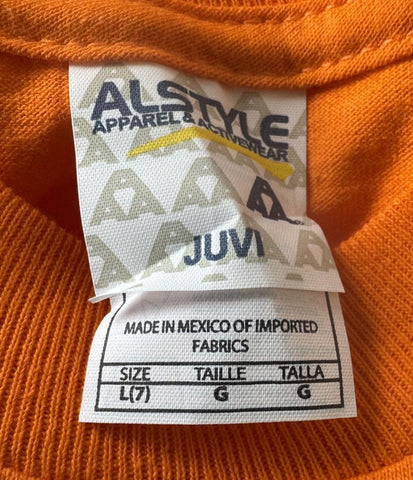 ALSTYLE
APPAREL & ACTIVEWEAR
JUVI
MADE IN MEXICO OF IMPORTED
FABRICS
SIZE TAILLE TALLA
L(7) G G